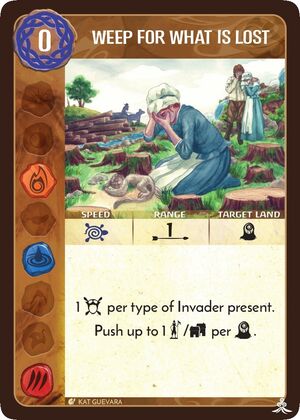 0
WEEP FOR WHAT IS LOST
SPEED RANGE TARGET LAND
1
1 per type of Invader present.
Push up to 1 / per .
KAT GUEVARA